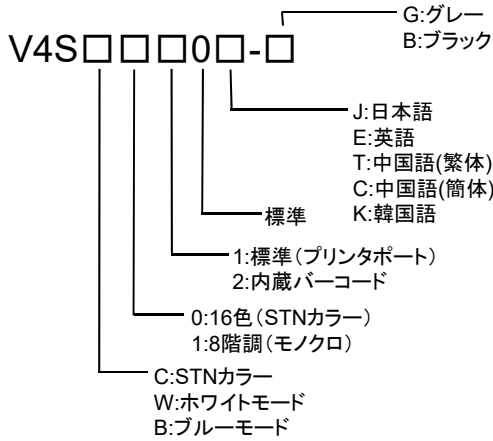 G:グレー
V4S□□□0□-□
B:ブラック
J:日本語
E:英語
T:中国語(繁体)
C:中国語(簡体)
標準
K:韓国語
1:標準(プリンタポート)
2:内蔵バーコード
0:16色(STNカラー)
1:8階調(モノクロ)
C:STNカラー
W:ホワイトモード
B:ブルーモード